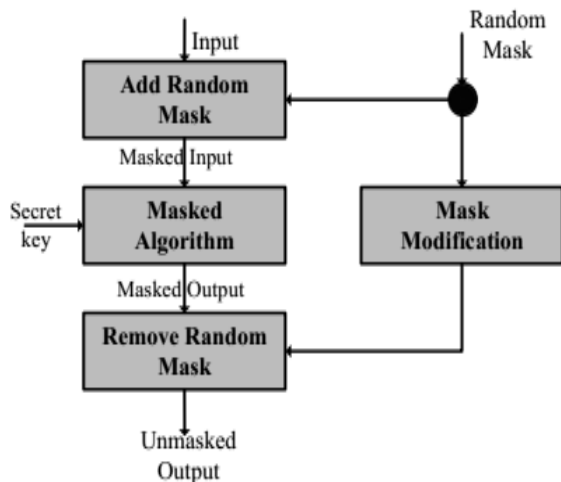 Input
Random
Mask
Add Random
Mask
Masked Input
Secret
key
Masked
Algorithm
Mask
Modification
Masked Output
Remove Random
Mask
Unmasked
Output